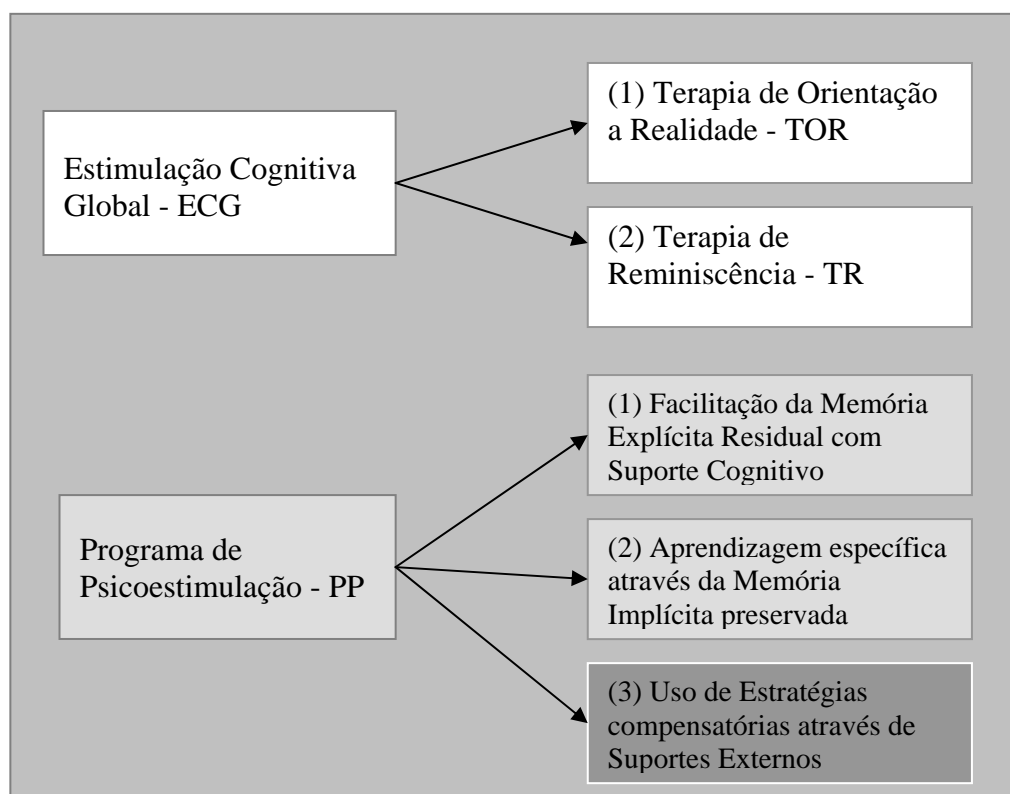 Estimulação Cognitiva
Global - ECG
(1) Terapia de Orientação
a Realidade - TOR
(2) Terapia de
Reminiscência - TR
Programa de
Psicoestimulação - PP
(1) Facilitação da Memória
Explícita Residual com
Suporte Cognitivo
(2) Aprendizagem específica
através da Memória
Implícita preservada
(3) Uso de Estratégias
compensatórias através de
Suportes Externos